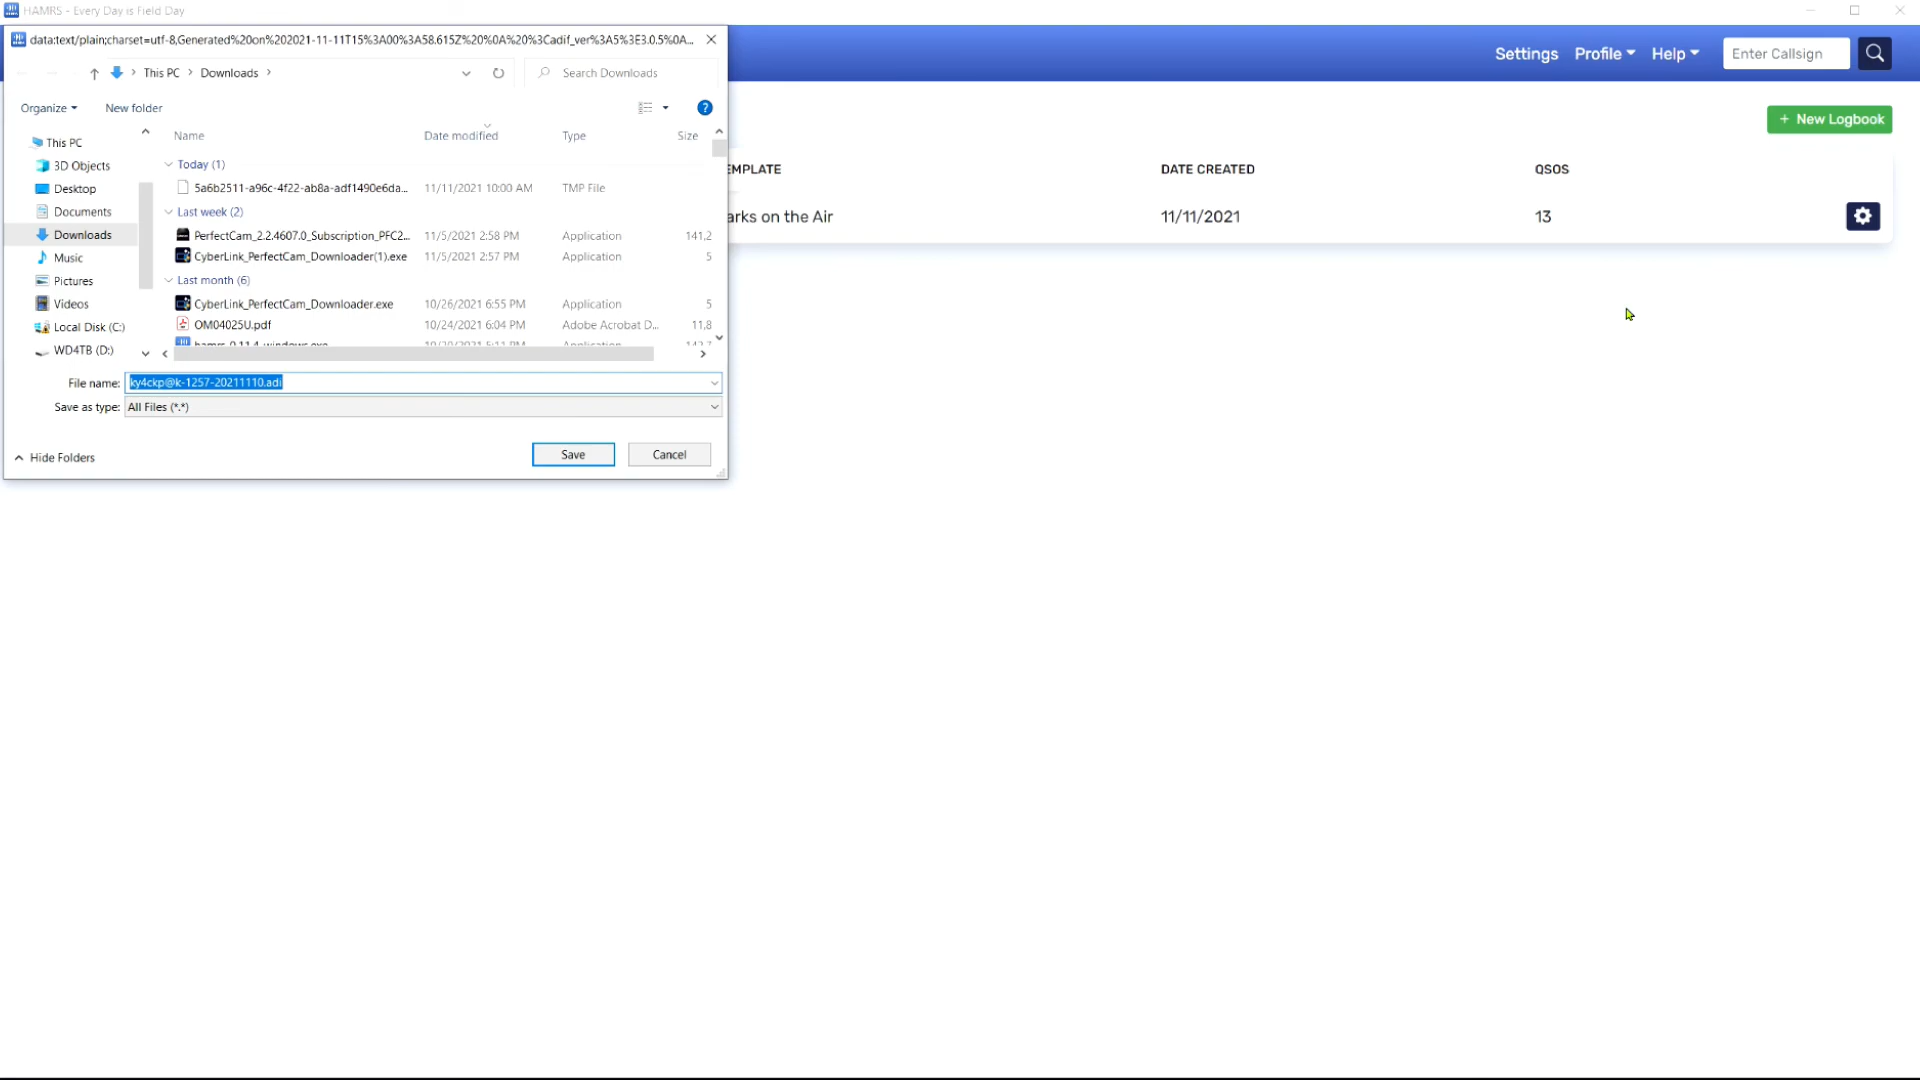 HAMRS - Every Day is Field Day
data:text/plain;charset=utf-8,Generated%20on%202021-11-11T15%3A00%3A58.615Z%20%0A%20%3Cadif_ver%3A5%3E3.0.5%0A...
Settings Profile Help Enter Callsign
This PC Downloads Search Downloads
Organize New folder
New Logbook
Name Date modified Type Size
This PC
3D Objects
Desktop
Documents
Downloads
Music
Pictures
Videos
Local Disk (C:)
WD4TB (D:)
Today (1)
5a6b2511-a96c-4f22-ab8a-adf1490e6da... 11/11/2021 10:00 AM TMP File
Last week (2)
PerfectCam_2.2.4607.0_Subscription_PFC2... 11/5/2021 2:58 PM Application 141,2
CyberLink_PerfectCam_Downloader(1).exe 11/5/2021 2:57 PM Application 5
Last month (6)
CyberLink_PerfectCam_Downloader.exe 10/26/2021 6:55 PM Application 5
OM04025U.pdf 10/24/2021 6:04 PM Adobe Acrobat D... 11,8
File name: ky4ckp@k-1257-20211110.adi
Save as type: All Files (*.*)
Hide Folders Save Cancel
EMPLATE DATE CREATED QSOS
arks on the Air 11/11/2021 13